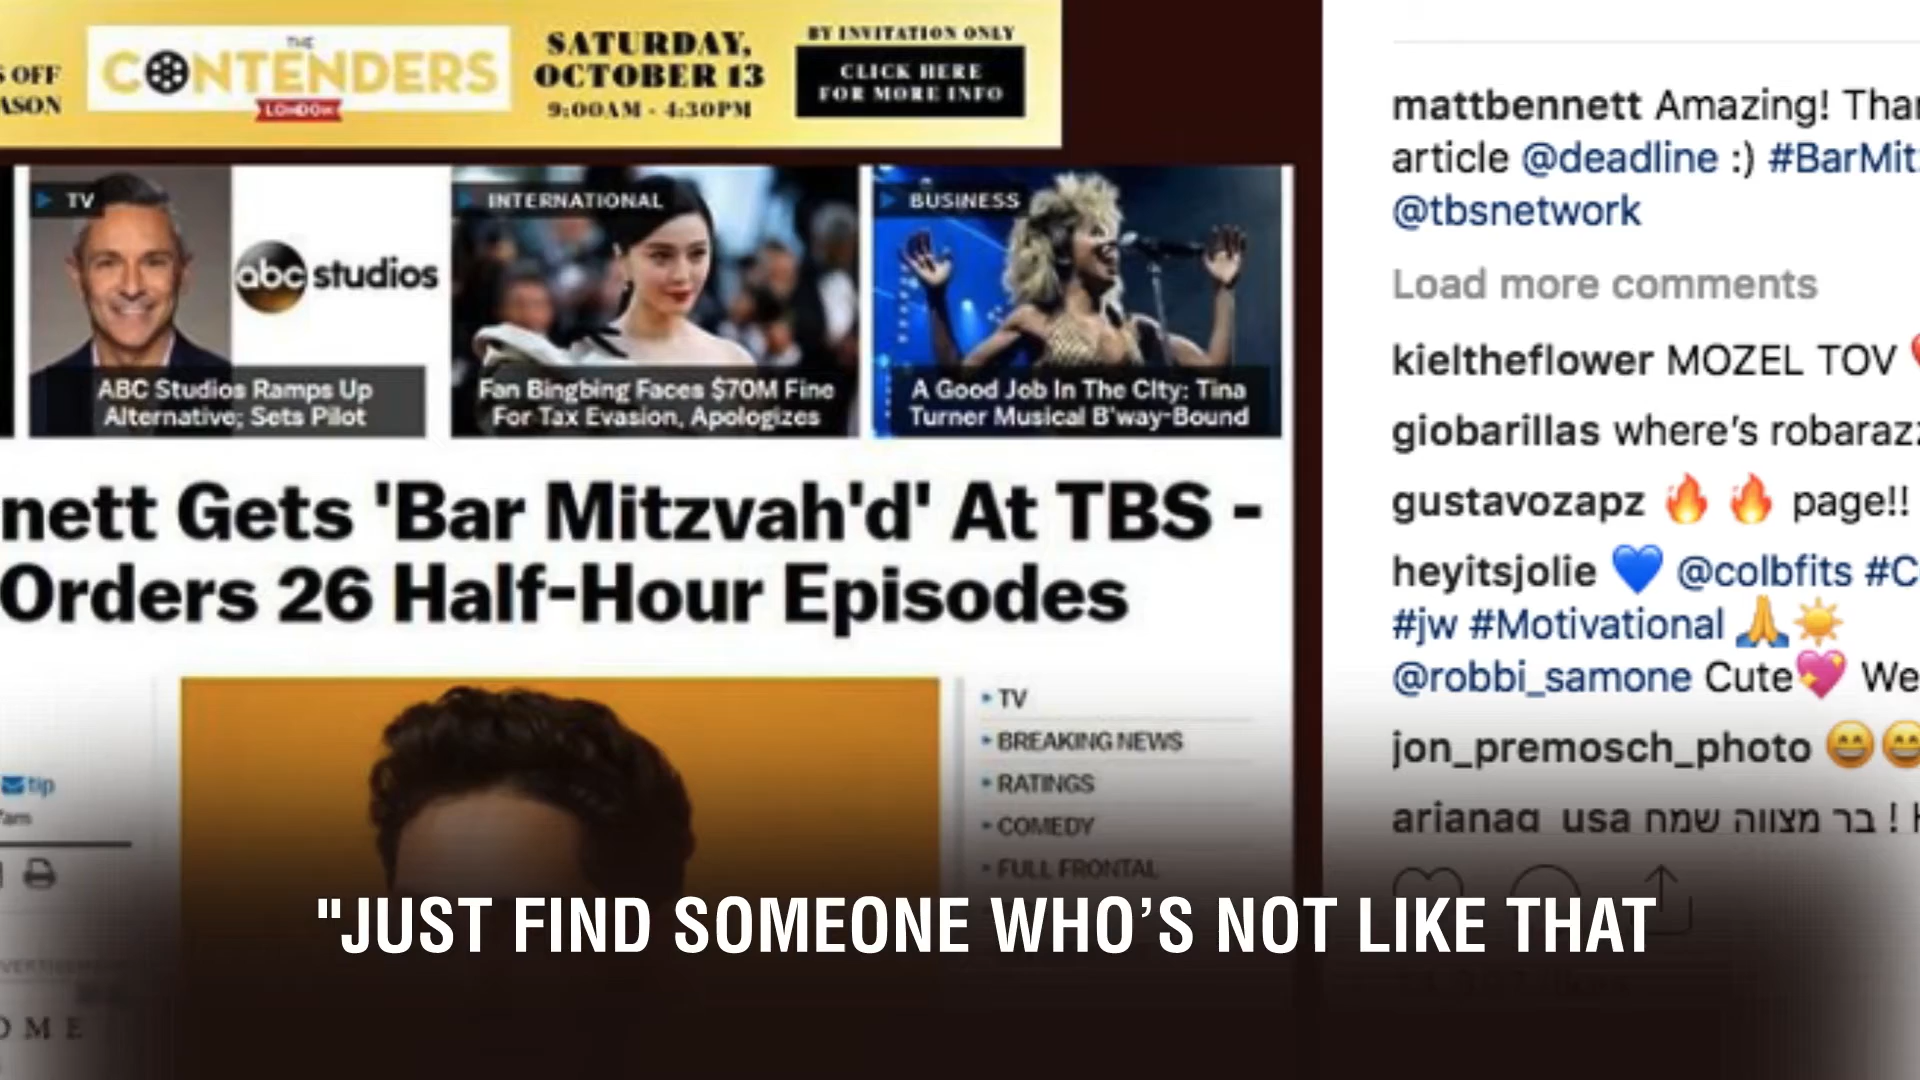 S OFF
ASON
THE
CONTENDERS
LONDON
SATURDAY,
OCTOBER 13
9:00AM - 4:30PM
BY INVITATION ONLY
CLICK HERE
FOR MORE INFO
TV
abc studios
ABC Studios Ramps Up
Alternative; Sets Pilot
INTERNATIONAL
Fan Bingbing Faces $70M Fine
For Tax Evasion, Apologizes
BUSINESS
A Good Job In The CIty: Tina
Turner Musical B'way-Bound
nett Gets 'Bar Mitzvah'd' At TBS -
Orders 26 Half-Hour Episodes
tip
7am
TV
BREAKING NEWS
RATINGS
COMEDY
FULL FRONTAL
OME
mattbennett Amazing! Than
article @deadline :) #BarMitz
@tbsnetwork
Load more comments
kieltheflower MOZEL TOV
giobarillas where's robarazz
gustavozapz 🔥 🔥 page!!
heyitsjolie 💙 @colbfits #C
#jw #Motivational 🙏☀️
@robbi_samone Cute💖 We
jon_premosch_photo 😄😄
arianag_usa בר מצווה שמח !
"JUST FIND SOMEONE WHO’S NOT LIKE THAT